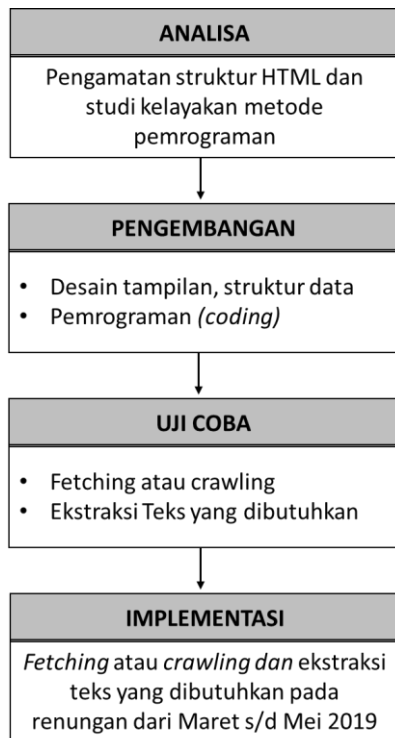 ANALISA
Pengamatan struktur HTML dan
studi kelayakan metode
pemrograman
PENGEMBANGAN
• Desain tampilan, struktur data
• Pemrograman (coding)
UJI COBA
• Fetching atau crawling
• Ekstraksi Teks yang dibutuhkan
IMPLEMENTASI
Fetching atau crawling dan ekstraksi
teks yang dibutuhkan pada
renungan dari Maret s/d Mei 2019